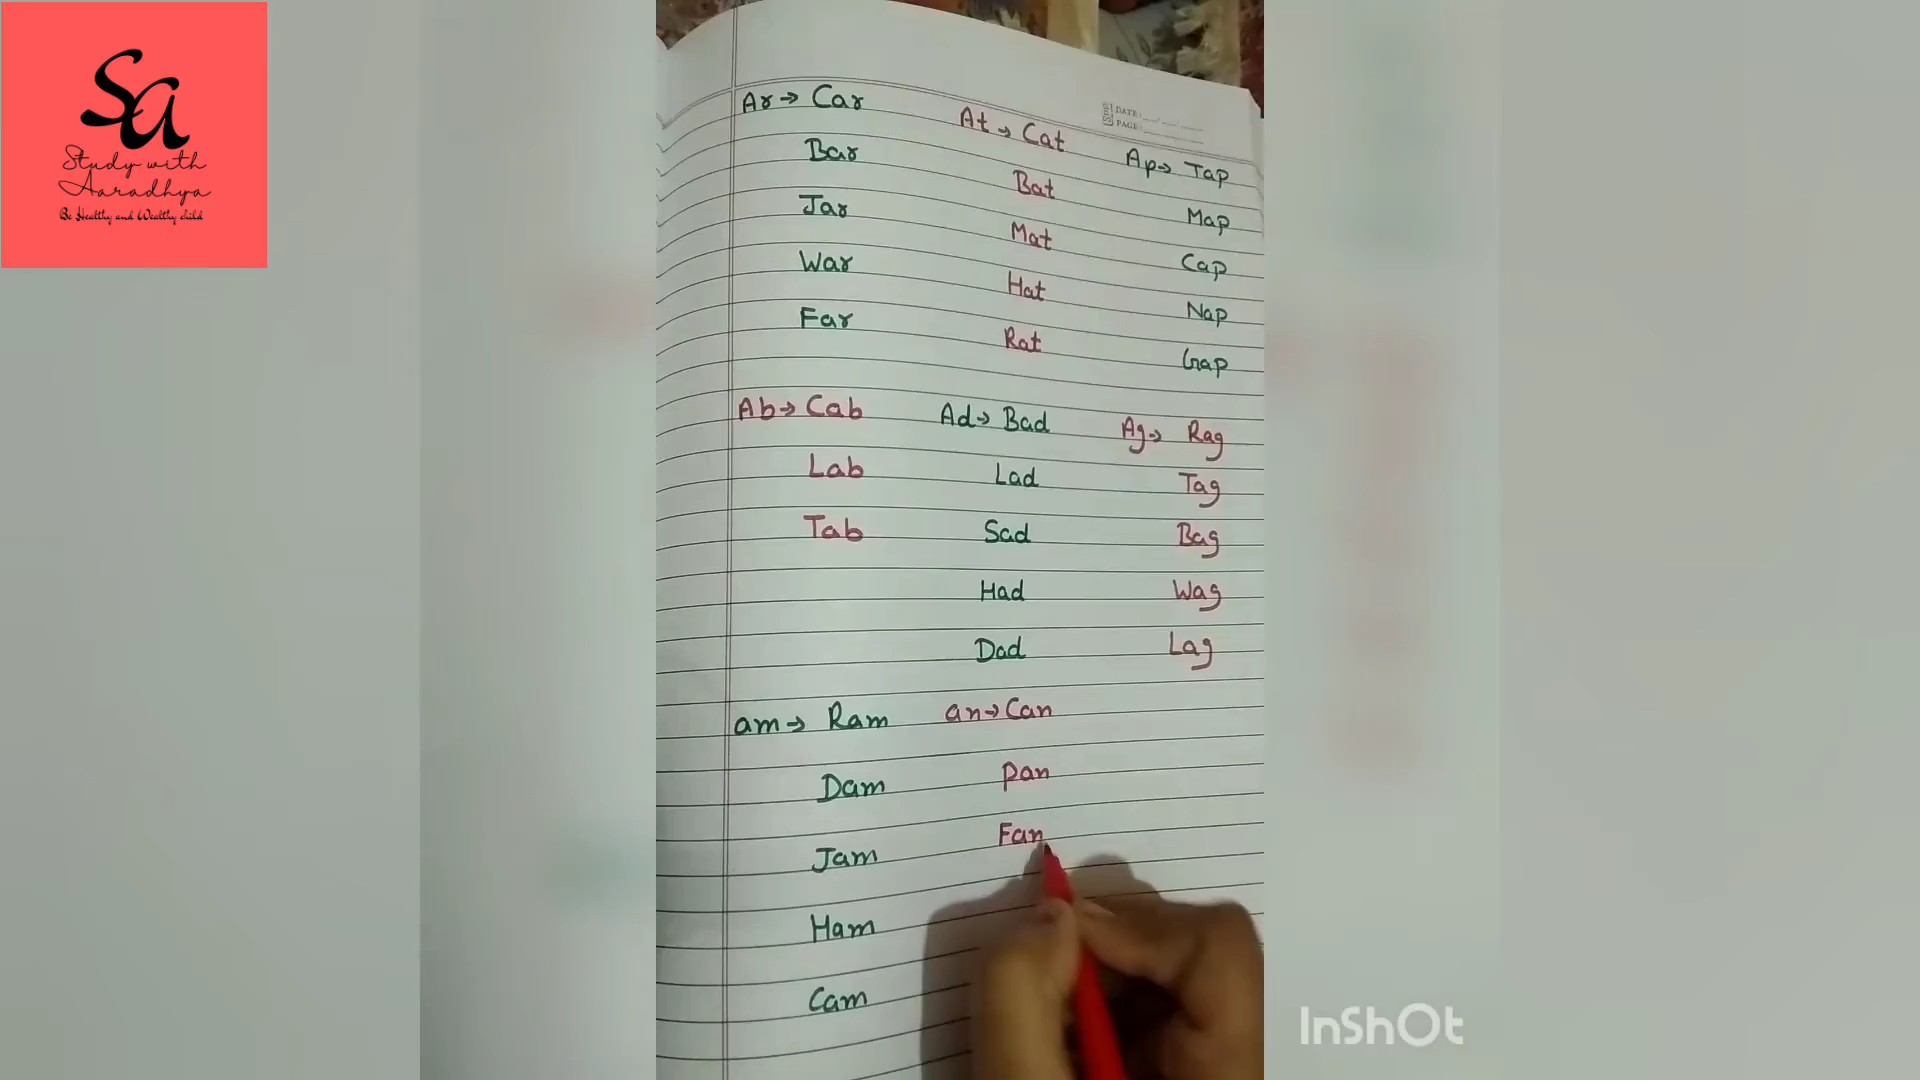 SA
Study with
Aaradhya
Be Healthy and Wealthy child
DATE:
PAGE:
Ar→ Car
Bar
Jar
War
Far
At → Cat
Bat
Mat
Hat
Rat
Ap→ Tap
Map
Cap
Nap
Gap
Ab→ Cab
Lab
Tab
Ad→ Bad
Lad
Sad
Had
Dad
Ag→ Rag
Tag
Bag
Wag
Lag
am→ Ram
Dam
Jam
Ham
Cam
an→ Can
Pan
Fan
InShOt